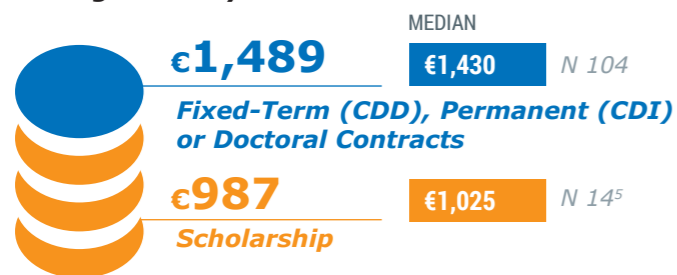 MEDIAN
€1,489 €1,430 N 104
Fixed-Term (CDD), Permanent (CDI)
or Doctoral Contracts
€987 €1,025 N 14⁵
Scholarship